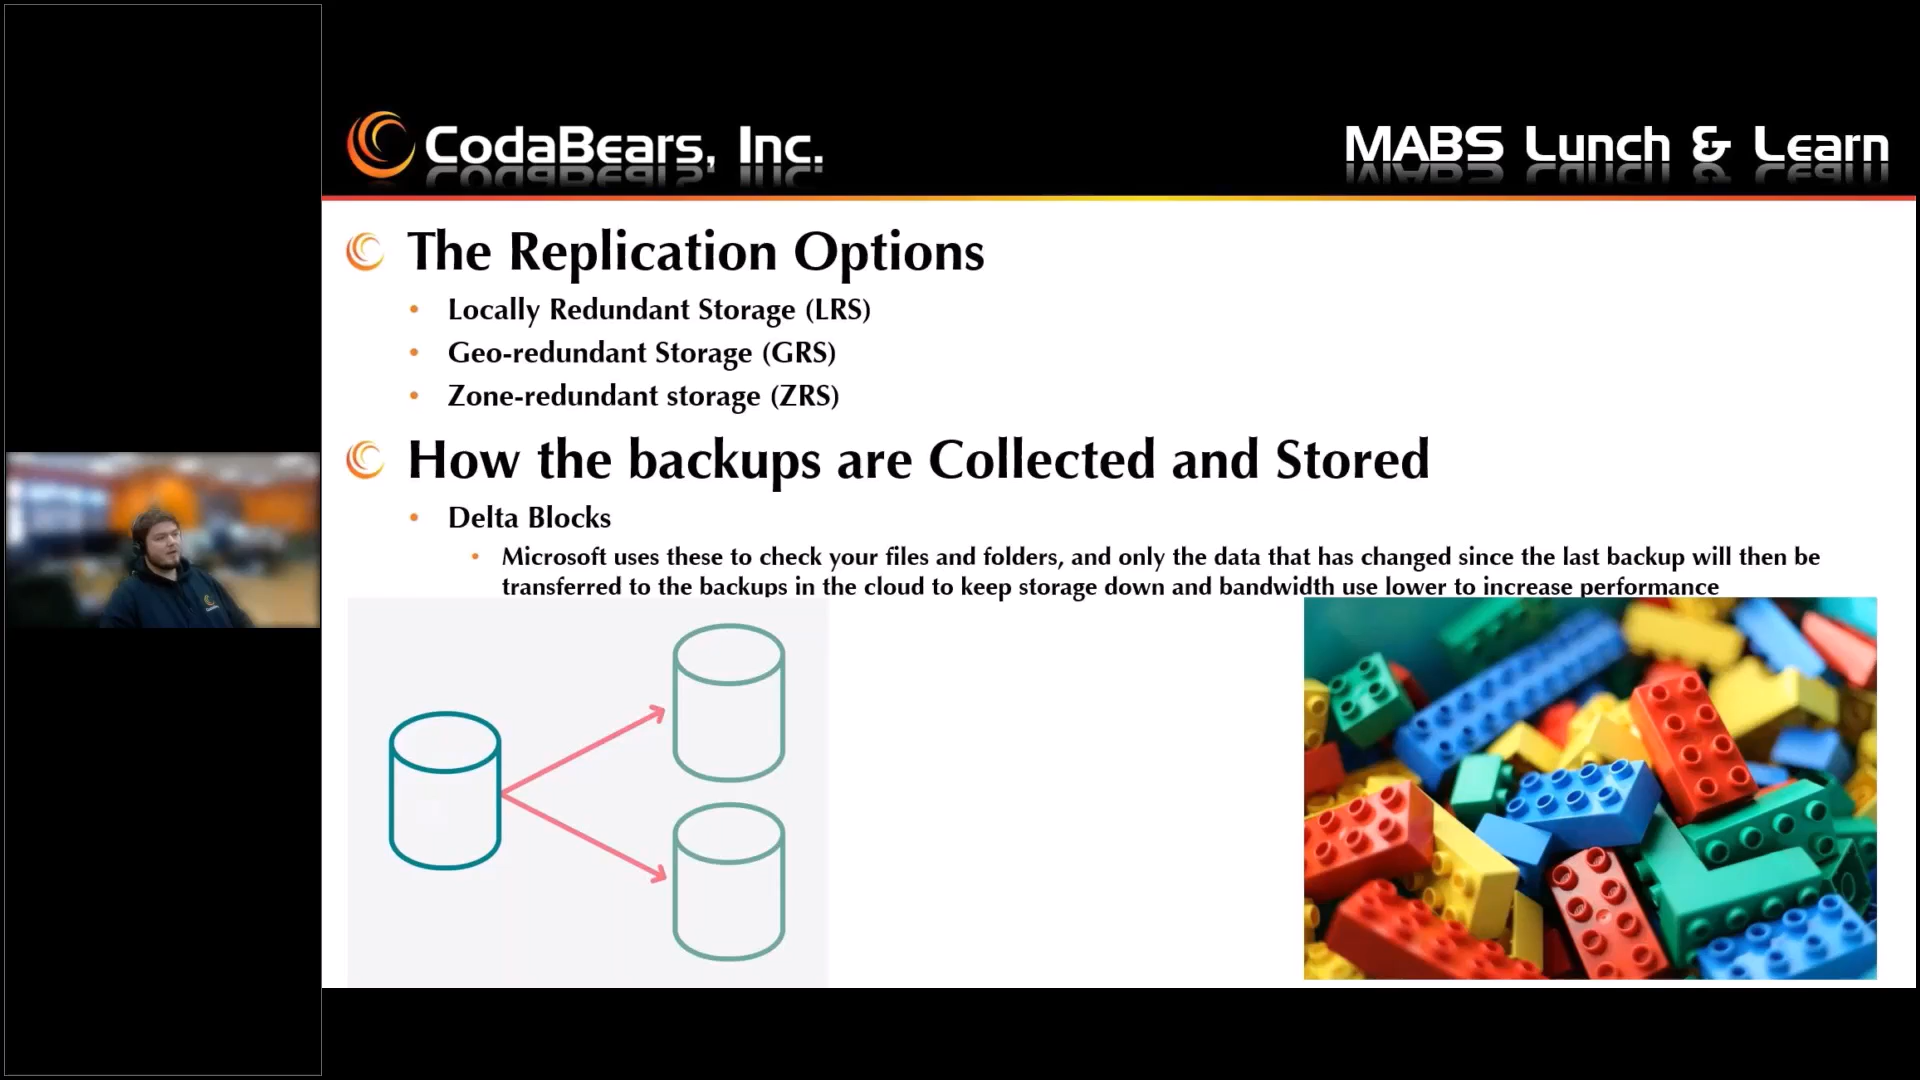 CodaBears, Inc.
MABS Lunch & Learn
The Replication Options
• Locally Redundant Storage (LRS)
• Geo-redundant Storage (GRS)
• Zone-redundant storage (ZRS)
How the backups are Collected and Stored
• Delta Blocks
• Microsoft uses these to check your files and folders, and only the data that has changed since the last backup will then be
transferred to the backups in the cloud to keep storage down and bandwidth use lower to increase performance